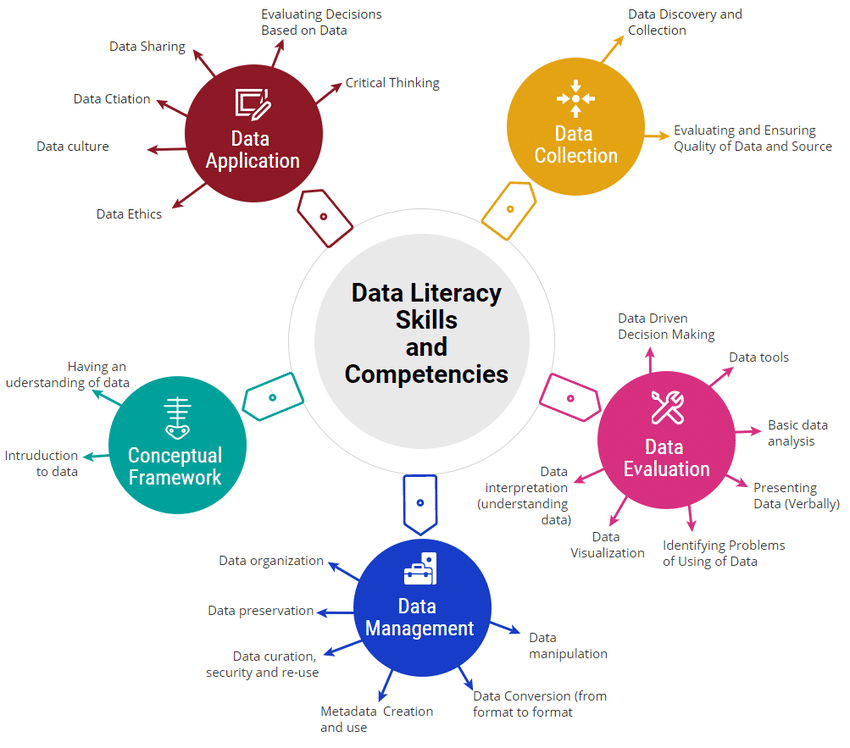 Evaluating Decisions
Based on Data
Data Sharing
Critical Thinking
Data Ctiation
Data culture
Data Ethics
Data
Application
Data Discovery and
Collection
Evaluating and Ensuring
Quality of Data and Source
Data
Collection
Data Literacy
Skills
and
Competencies
Having an
uderstanding of data
Intruduction
to data
Conceptual
Framework
Data Driven
Decision Making
Data tools
Basic data
analysis
Presenting
Data (Verbally)
Identifying Problems
of Using of Data
Data
Visualization
Data
interpretation
(understanding
data)
Data
Evaluation
Data organization
Data preservation
Data curation,
security and re-use
Metadata Creation
and use
Data Conversion (from
format to format
Data
manipulation
Data
Management